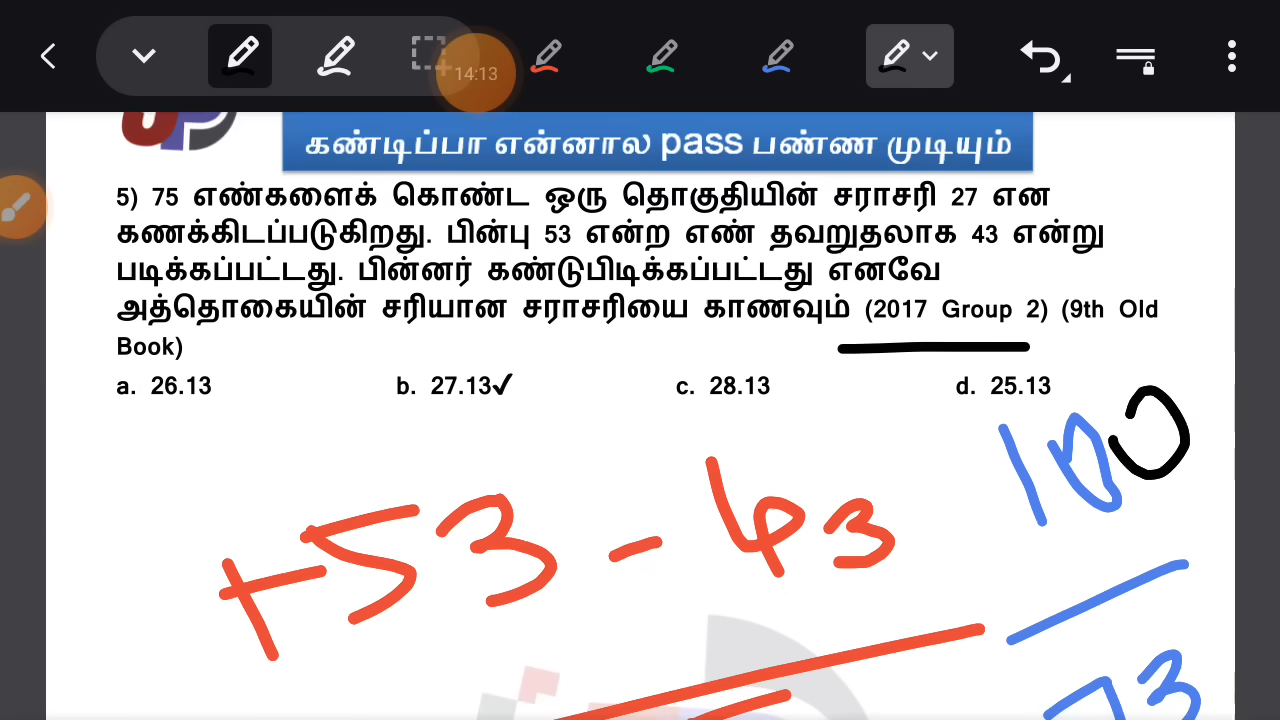 14:13
கண்டிப்பா என்னால pass பண்ண முடியும்
5) 75 எண்களைக் கொண்ட ஒரு தொகுதியின் சராசரி 27 என
கணக்கிடப்படுகிறது. பின்பு 53 என்ற எண் தவறுதலாக 43 என்று
படிக்கப்பட்டது. பின்னர் கண்டுபிடிக்கப்பட்டது எனவே
அத்தொகையின் சரியான சராசரியை காணவும் (2017 Group 2) (9th Old
Book)
a. 26.13 b. 27.13✓ c. 28.13 d. 25.13
100
+53 - 43
73